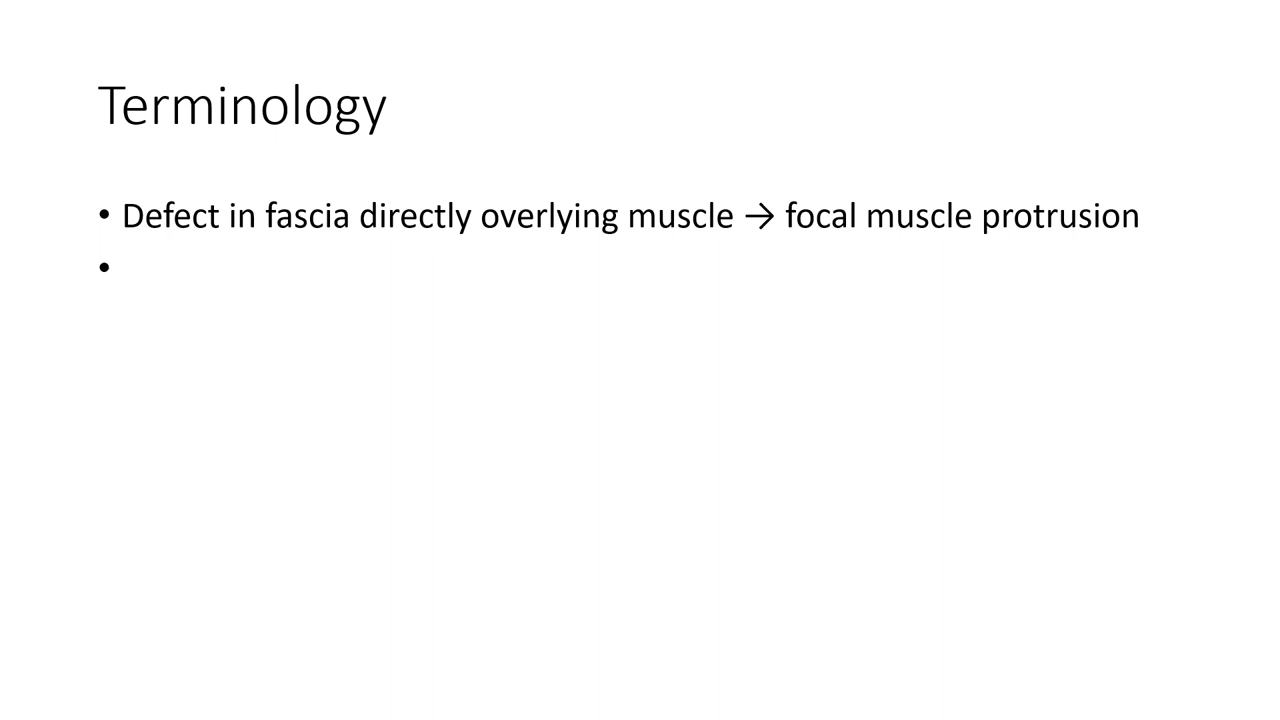 Terminology
• Defect in fascia directly overlying muscle → focal muscle protrusion
•